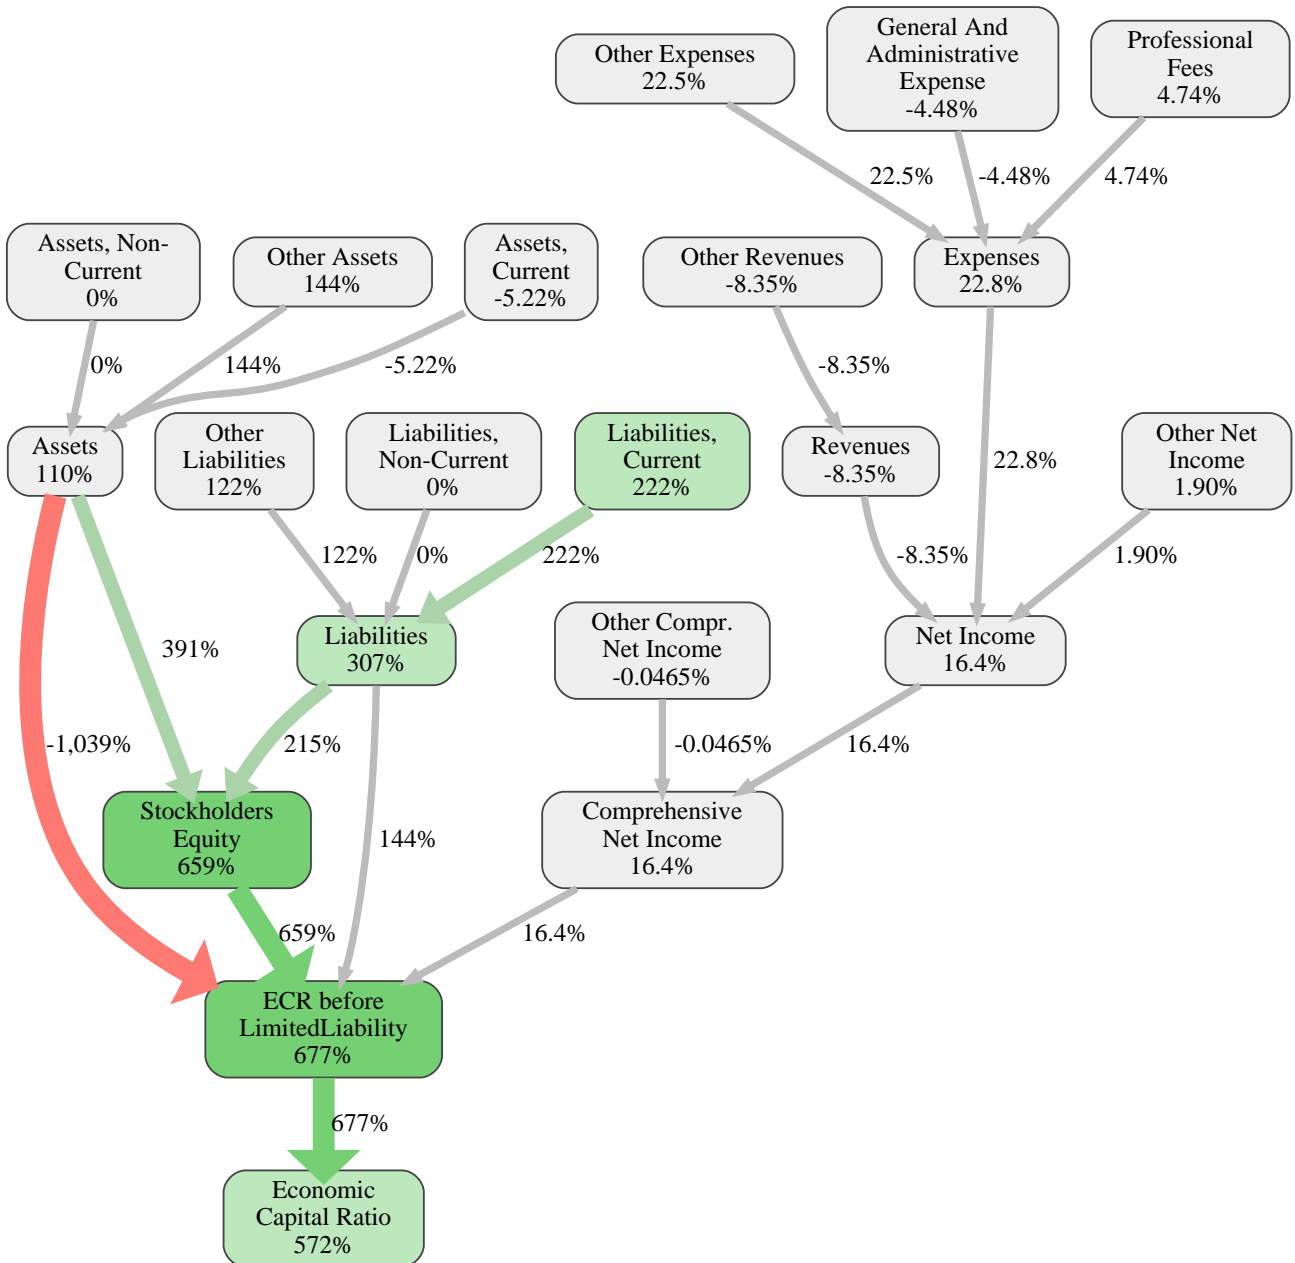 General And
Administrative
Expense
-4.48%
Other Expenses
22.5%
Professional
Fees
4.74%
22.5%
-4.48%
4.74%
Assets, Non-
Current
0%
Other Assets
144%
Assets,
Current
-5.22%
Other Revenues
-8.35%
Expenses
22.8%
0%
144%
-5.22%
-8.35%
Assets
110%
Other
Liabilities
122%
Liabilities,
Non-Current
0%
Liabilities,
Current
222%
Revenues
-8.35%
22.8%
Other Net
Income
1.90%
122%
0%
222%
-8.35%
1.90%
391%
Liabilities
307%
Other Compr.
Net Income
-0.0465%
Net Income
16.4%
-1,039%
215%
-0.0465%
16.4%
Stockholders
Equity
659%
144%
Comprehensive
Net Income
16.4%
659%
16.4%
ECR before
LimitedLiability
677%
677%
Economic
Capital Ratio
572%